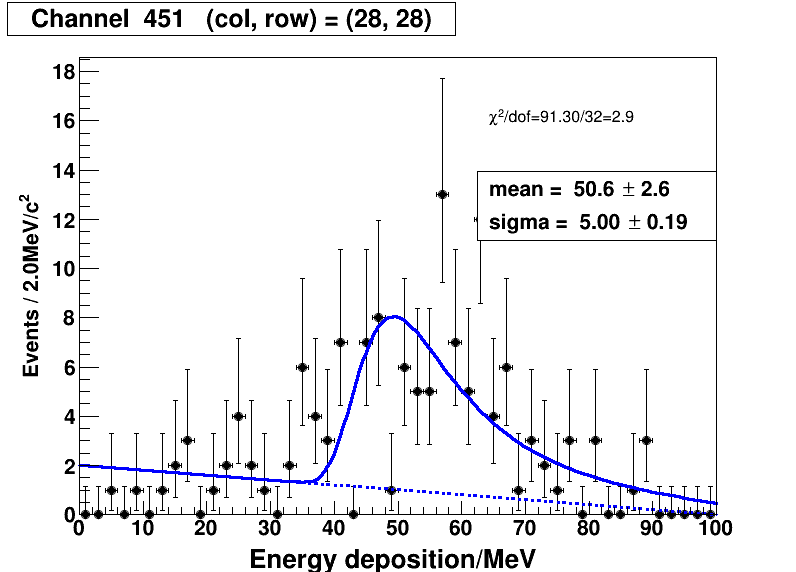 Channel 451 (col, row) = (28, 28)
χ²/dof=91.30/32=2.9
mean = 50.6 ± 2.6
sigma = 5.00 ± 0.19
Events / 2.0MeV/c²
18
16
14
12
10
8
6
4
2
0
0 10 20 30 40 50 60 70 80 90 100
Energy deposition/MeV